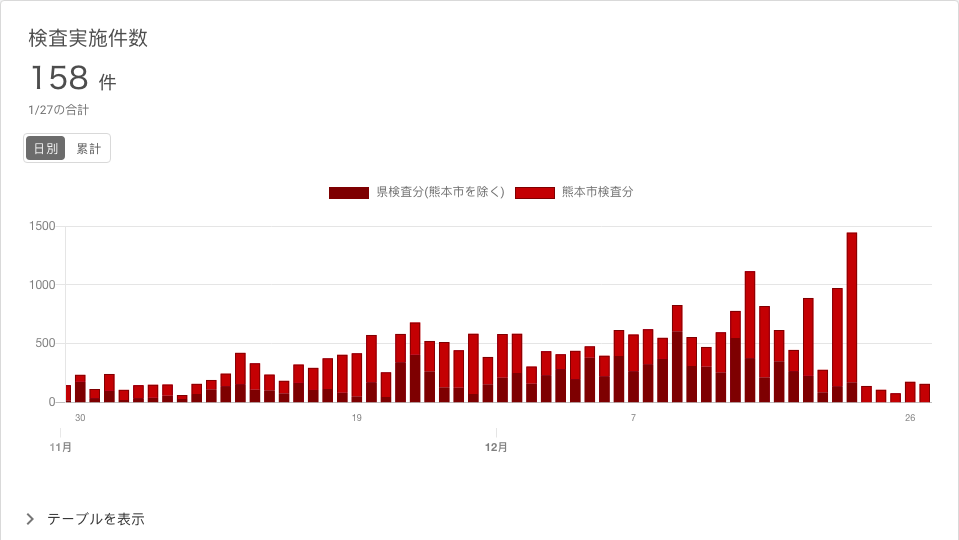 検査実施件数
158 件
1/27の合計
日別 累計
県検査分(熊本市を除く) 熊本市検査分
1500
1000
500
0
30 19 7 26
11月 12月
テーブルを表示